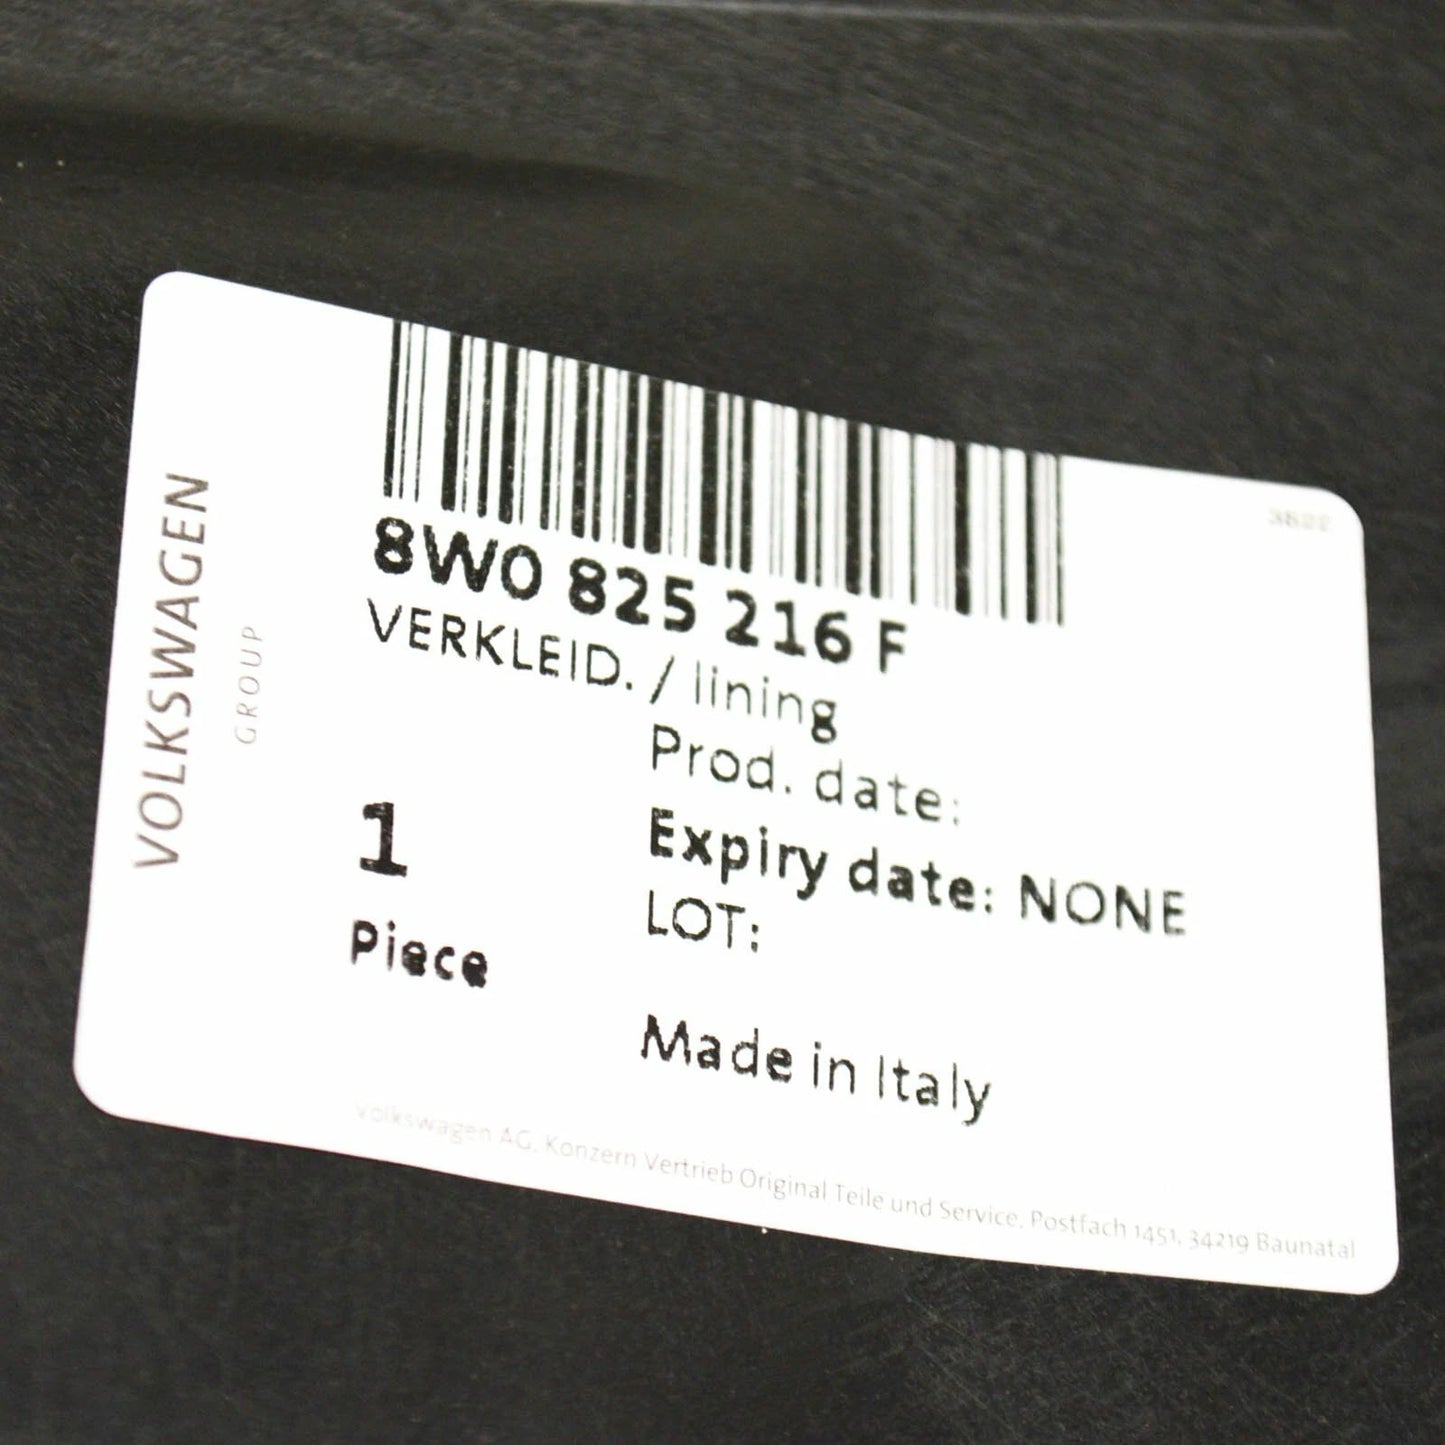 VOLKSWAGEN
GROUP
8W0 825 216 F
VERKLEID. / lining
Prod. date:
Expiry date: NONE
LOT:
1
Piece
Made in Italy
Volkswagen AG, Konzern Vertrieb Original Teile und Service, Postfach 1451, 34219 Baunatal